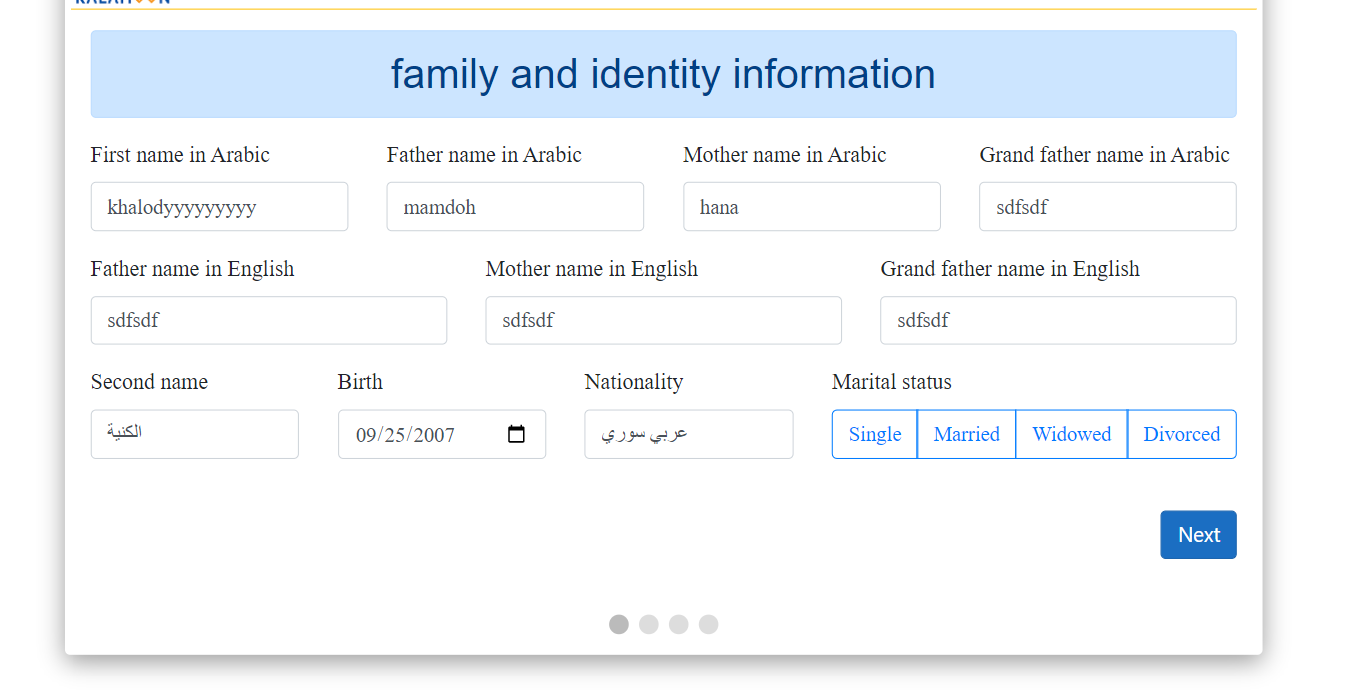 family and identity information
First name in Arabic Father name in Arabic Mother name in Arabic Grand father name in Arabic
khalodyyyyyyyyy mamdoh hana sdfsdf
Father name in English Mother name in English Grand father name in English
sdfsdf sdfsdf sdfsdf
Second name Birth Nationality Marital status
الكنية 09/25/2007 عربي سوري Single Married Widowed Divorced
Next